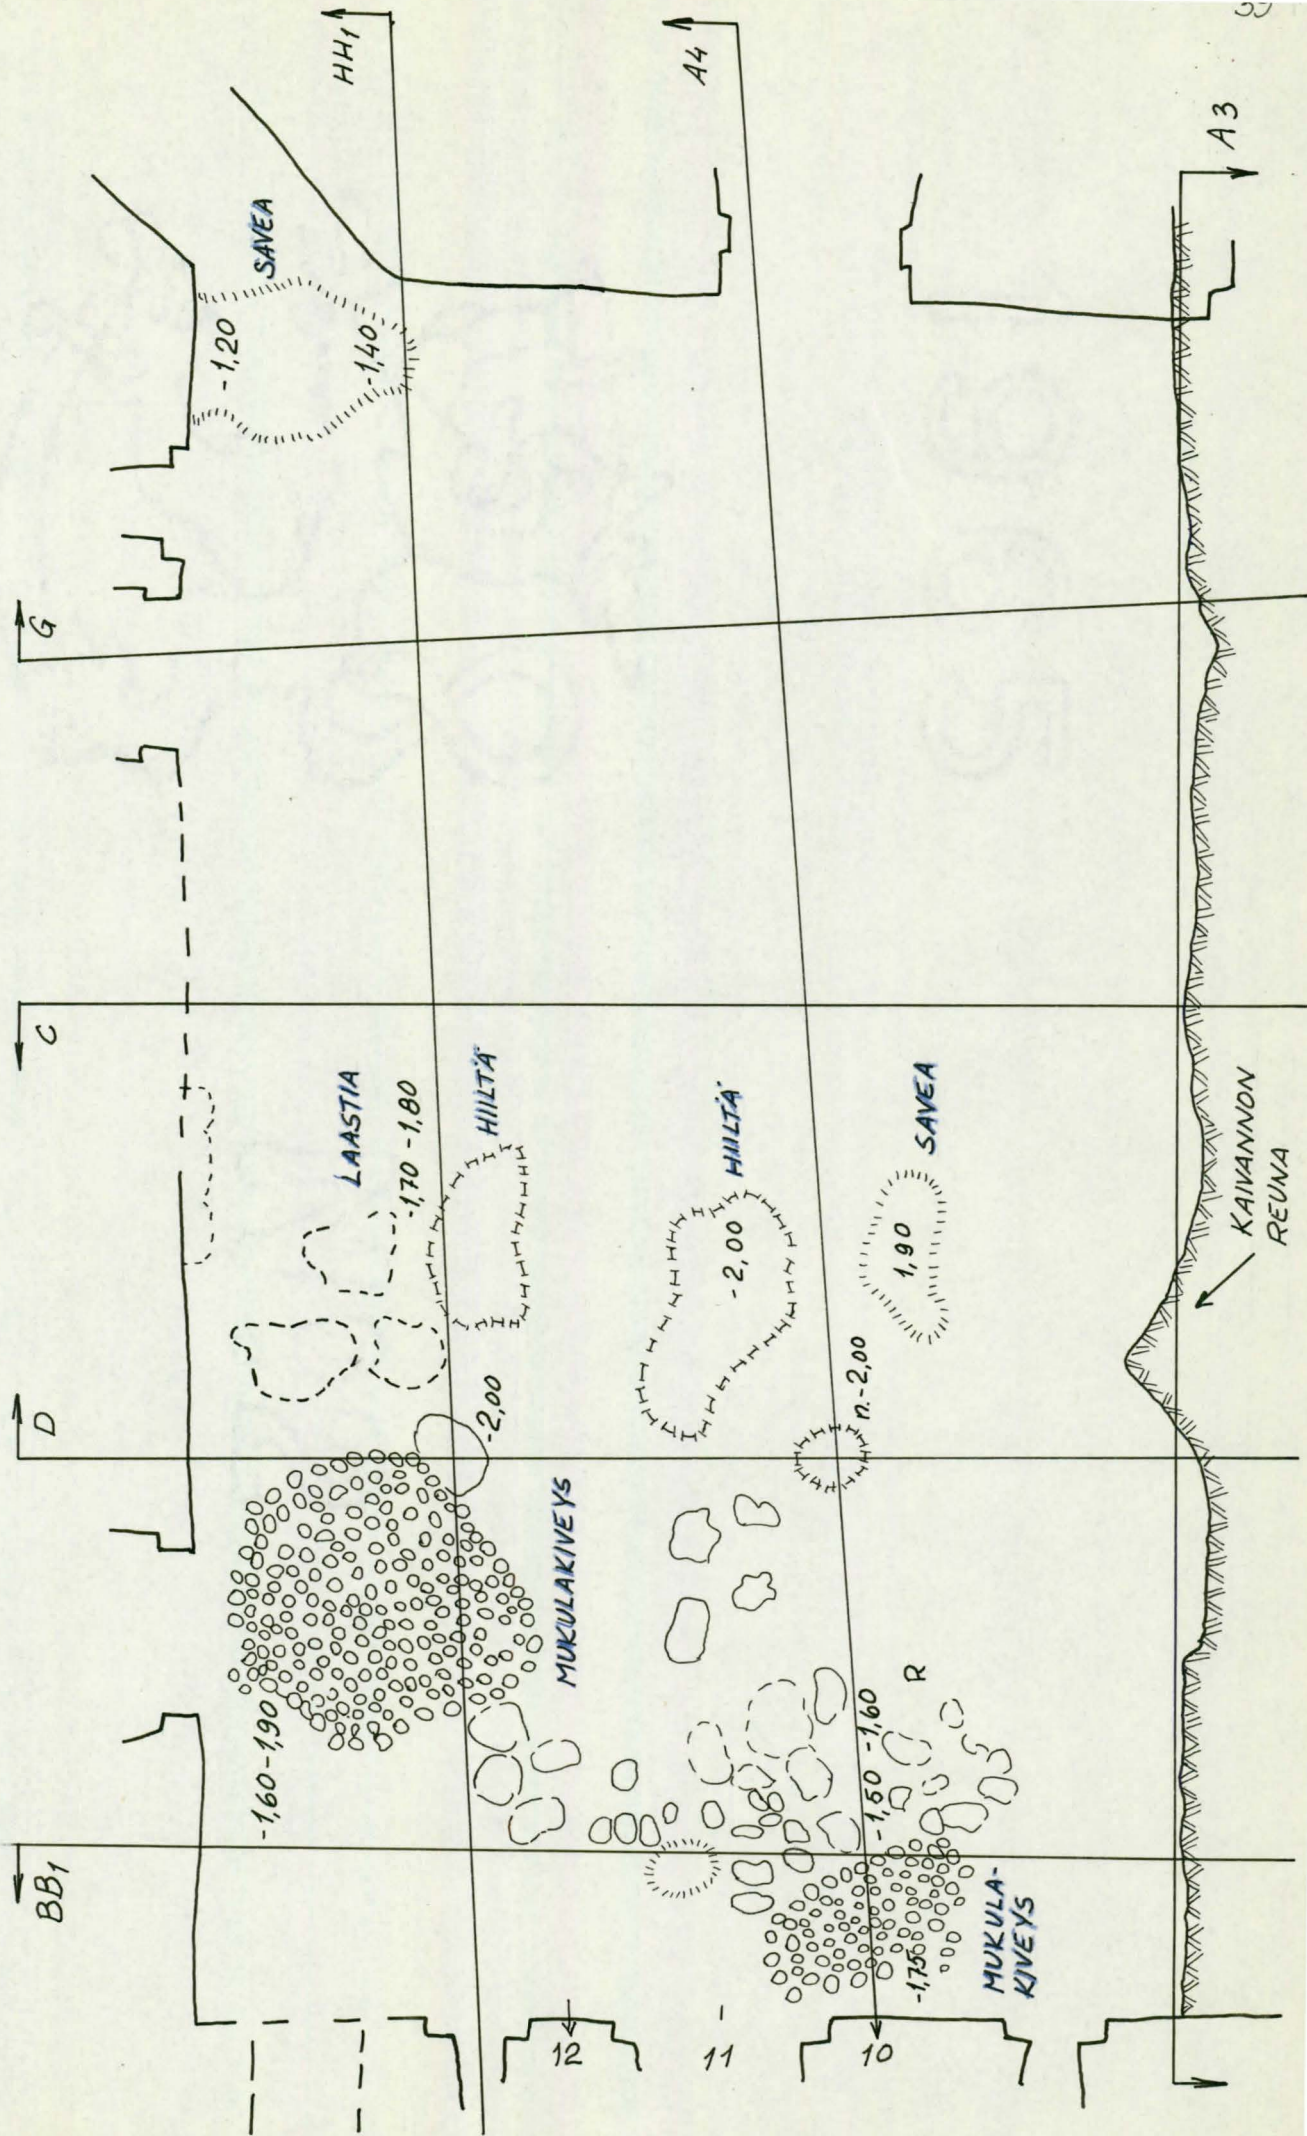 39
HH1
A4
A3
SAVEA
-1,20
-1,40
G
C
LAASTIA
-1,70 -1,80
HIILTÄ
HIILTÄ
-2,00
SAVEA
1,90
KAIVANNON
REUNA
D
-2,00
n.-2,00
MUKULAKIVEYS
-1,60-1,90
R
-1,50 -1,60
BB1
-1,75
MUKULA-
KIVEYS
12
11
10